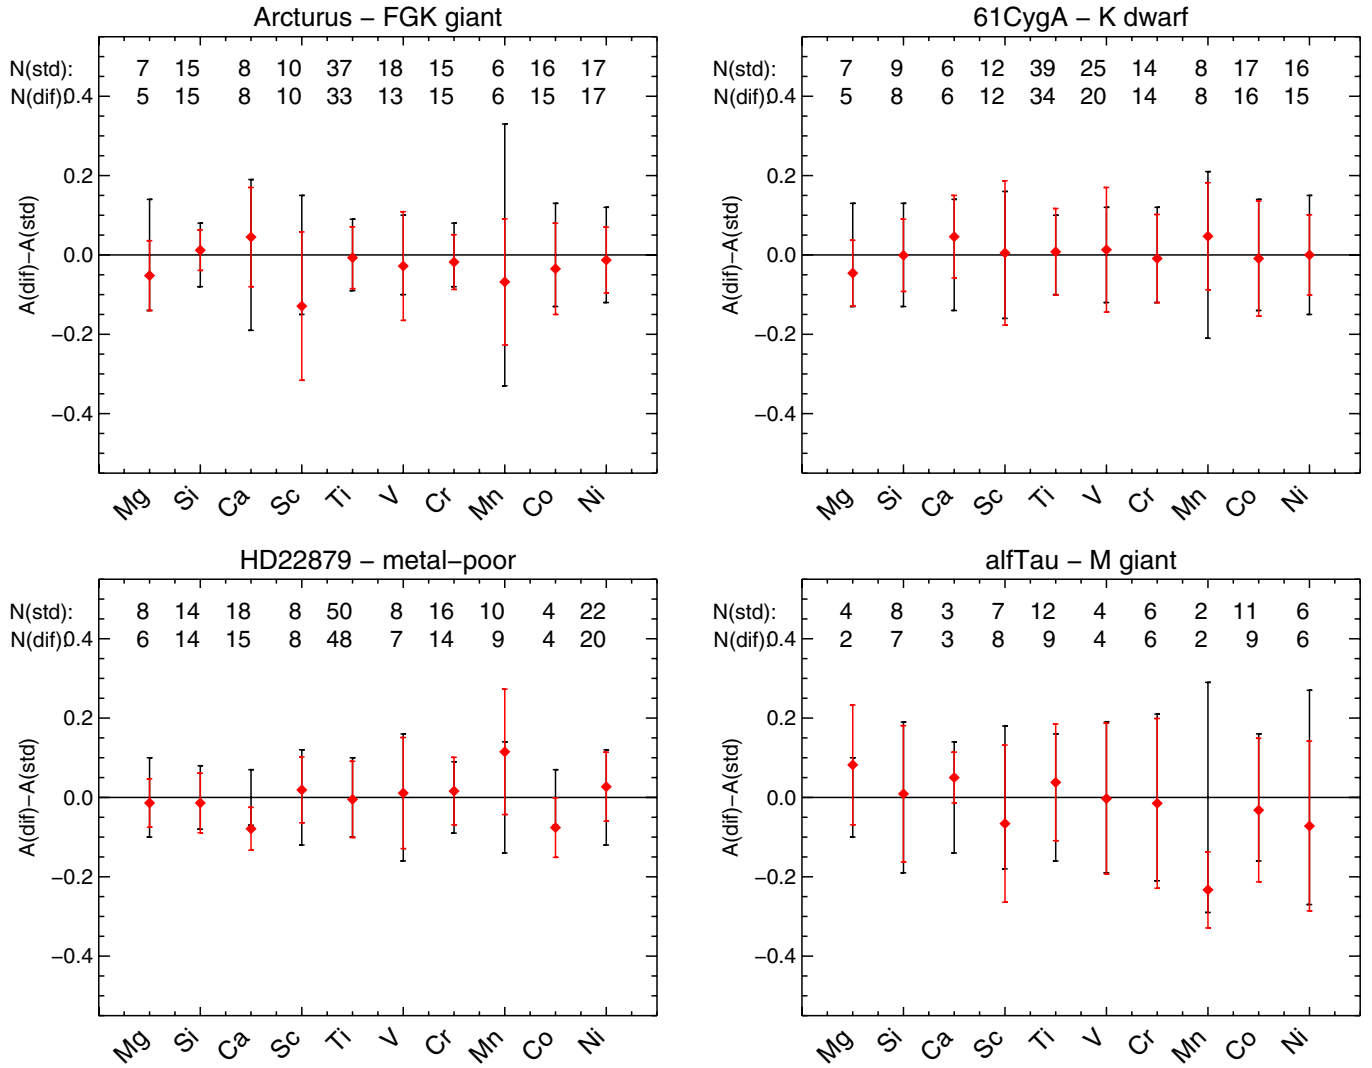 Arcturus − FGK giant
N(std): 7 15 8 10 37 18 15 6 16 17
N(dif): 5 15 8 10 33 13 15 6 15 17
0.4
0.2
0.0
−0.2
−0.4
A(dif)−A(std)
Mg Si Ca Sc Ti V Cr Mn Co Ni
61CygA − K dwarf
N(std): 7 9 6 12 39 25 14 8 17 16
N(dif): 5 8 6 12 34 20 14 8 16 15
0.4
0.2
0.0
−0.2
−0.4
A(dif)−A(std)
Mg Si Ca Sc Ti V Cr Mn Co Ni
HD22879 − metal−poor
N(std): 8 14 18 8 50 8 16 10 4 22
N(dif): 6 14 15 8 48 7 14 9 4 20
0.4
0.2
0.0
−0.2
−0.4
A(dif)−A(std)
Mg Si Ca Sc Ti V Cr Mn Co Ni
alfTau − M giant
N(std): 4 8 3 7 12 4 6 2 11 6
N(dif): 2 7 3 8 9 4 6 2 9 6
0.4
0.2
0.0
−0.2
−0.4
A(dif)−A(std)
Mg Si Ca Sc Ti V Cr Mn Co Ni